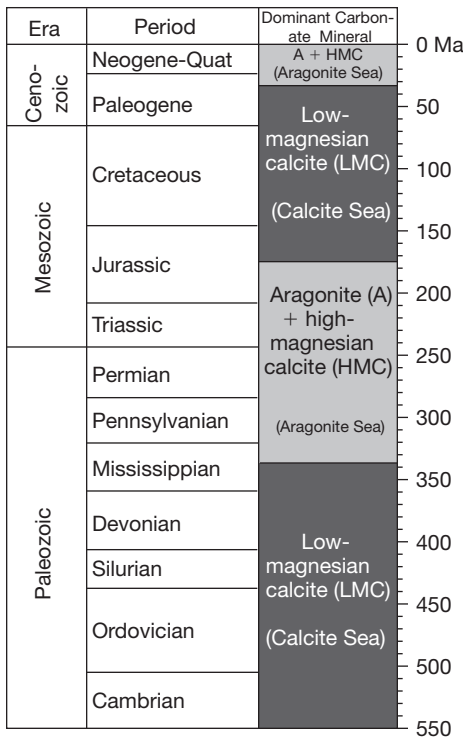 Era
Period
Dominant Carbon-
ate Mineral
Ceno-
zoic
Mesozoic
Paleozoic
Neogene-Quat
Paleogene
Cretaceous
Jurassic
Triassic
Permian
Pennsylvanian
Mississippian
Devonian
Silurian
Ordovician
Cambrian
A + HMC
(Aragonite Sea)
Low-
magnesian
calcite (LMC)
(Calcite Sea)
Aragonite (A)
+ high-
magnesian
calcite (HMC)
(Aragonite Sea)
Low-
magnesian
calcite (LMC)
(Calcite Sea)
0 Ma
50
100
150
200
250
300
350
400
450
500
550